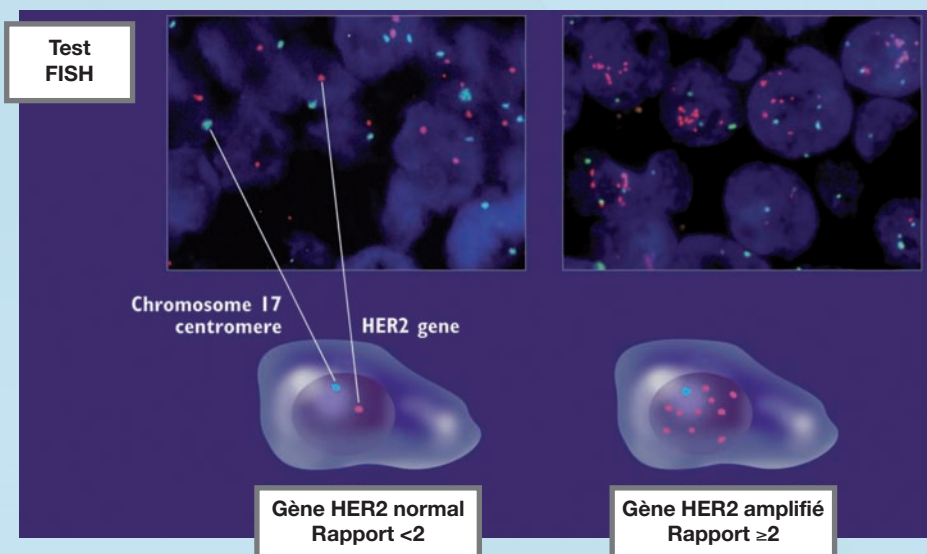 Test
FISH
Chromosome 17
centromere
HER2 gene
Gène HER2 normal
Rapport <2
Gène HER2 amplifié
Rapport ≥2